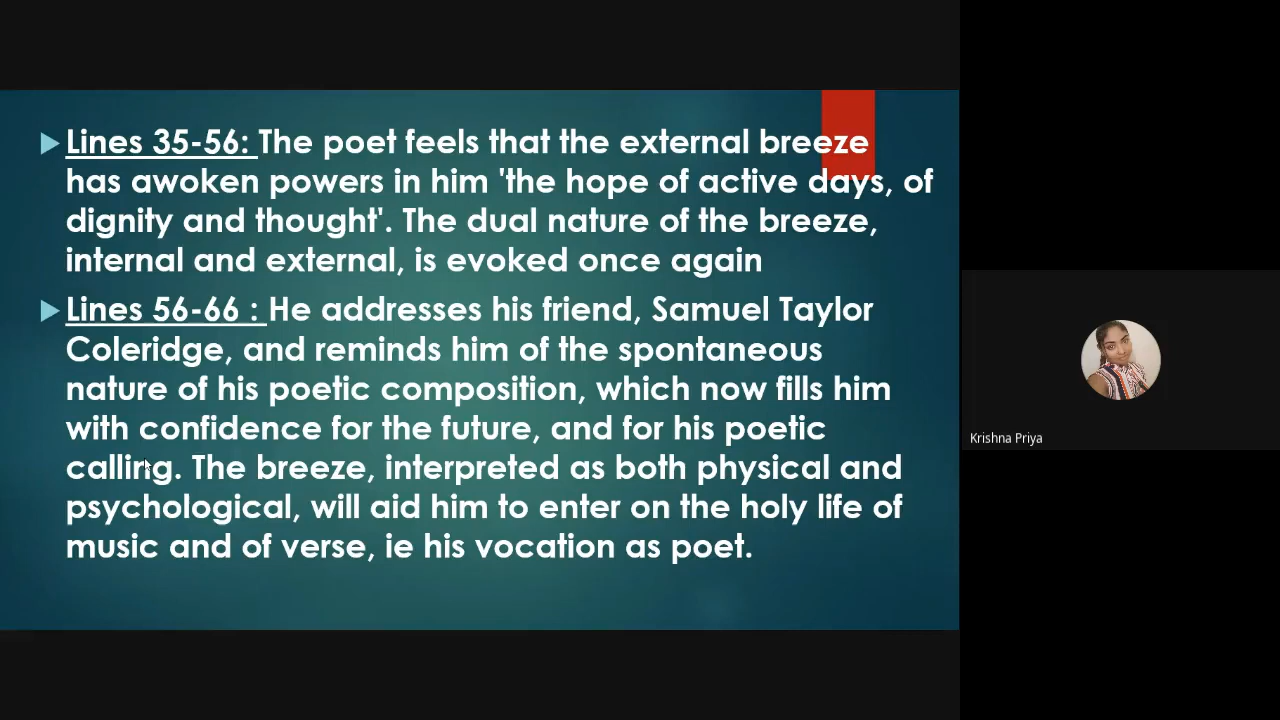 Lines 35-56: The poet feels that the external breeze
has awoken powers in him 'the hope of active days, of
dignity and thought'. The dual nature of the breeze,
internal and external, is evoked once again
Lines 56-66 : He addresses his friend, Samuel Taylor
Coleridge, and reminds him of the spontaneous
nature of his poetic composition, which now fills him
with confidence for the future, and for his poetic
calling. The breeze, interpreted as both physical and
psychological, will aid him to enter on the holy life of
music and of verse, ie his vocation as poet.
Krishna Priya